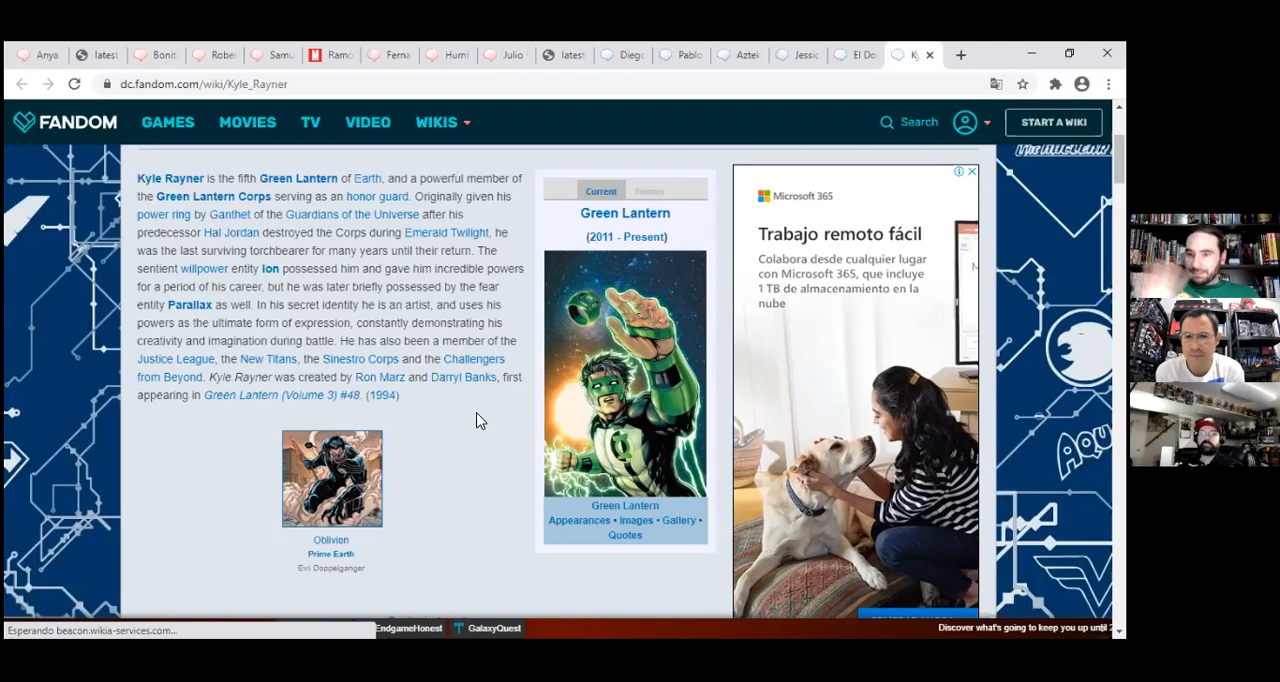 Anya
latest
Bonit
Rober
Samu
Ramó
Ferna
Humb
Julio
latest
Diego
Pablo
Aztek
Jessic
El Do
Ky
dc.fandom.com/wiki/Kyle_Rayner
FANDOM
GAMES
MOVIES
TV
VIDEO
WIKIS
Search
START A WIKI
Kyle Rayner is the fifth Green Lantern of Earth, and a powerful member of
the Green Lantern Corps serving as an honor guard. Originally given his
power ring by Ganthet of the Guardians of the Universe after his
predecessor Hal Jordan destroyed the Corps during Emerald Twilight, he
was the last surviving torchbearer for many years until their return. The
sentient willpower entity Ion possessed him and gave him incredible powers
for a period of his career, but he was later briefly possessed by the fear
entity Parallax as well. In his secret identity he is an artist, and uses his
powers as the ultimate form of expression, constantly demonstrating his
creativity and imagination during battle. He has also been a member of the
Justice League, the New Titans, the Sinestro Corps and the Challengers
from Beyond. Kyle Rayner was created by Ron Marz and Darryl Banks, first
appearing in Green Lantern (Volume 3) #48. (1994)
Oblivion
Prime Earth
Evil Doppelganger
Current
Former
Green Lantern
(2011 - Present)
Green Lantern
Appearances • Images • Gallery •
Quotes
Microsoft 365
Trabajo remoto fácil
Colabora desde cualquier lugar
con Microsoft 365, que incluye
1 TB de almacenamiento en la
nube
Esperando beacon.wikia-services.com...
EndgameHonest
GalaxyQuest
Discover what's going to keep you up until 2